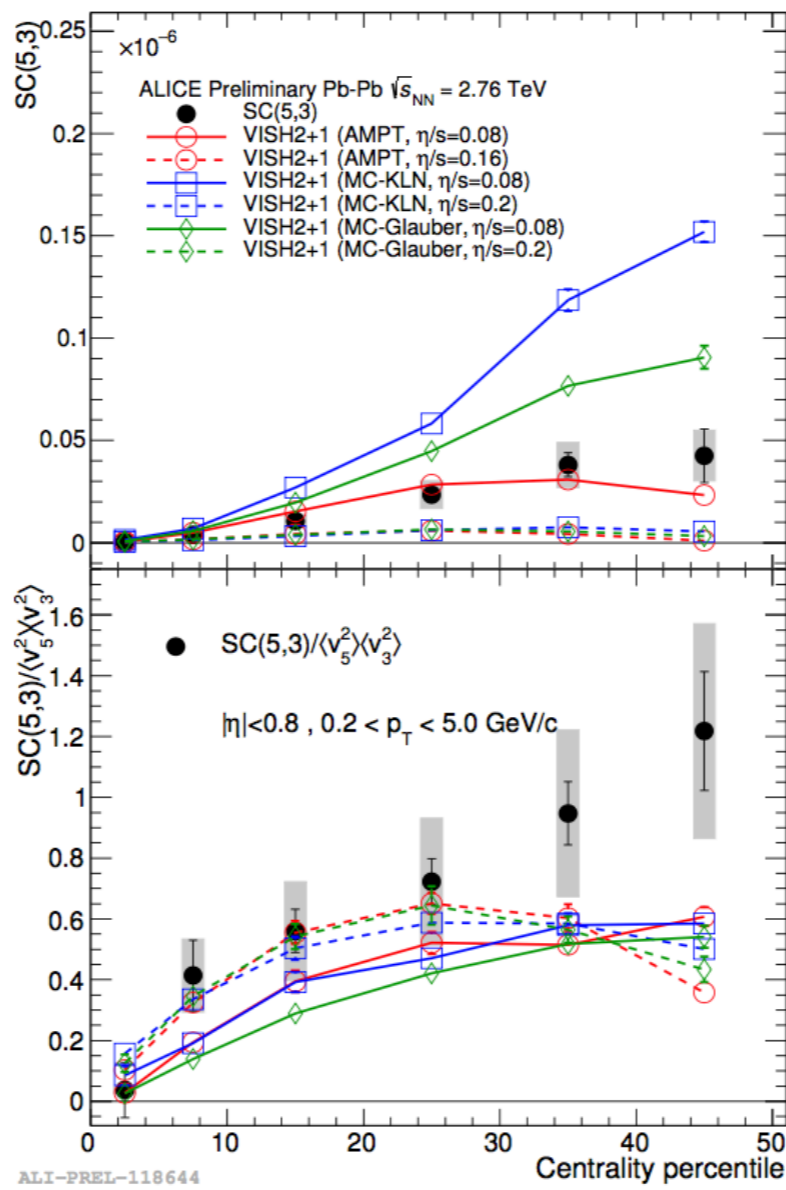 SC(5,3)
0.25
×10⁻⁶
ALICE Preliminary Pb-Pb √s_NN = 2.76 TeV
SC(5,3)
VISH2+1 (AMPT, η/s=0.08)
VISH2+1 (AMPT, η/s=0.16)
VISH2+1 (MC-KLN, η/s=0.08)
VISH2+1 (MC-KLN, η/s=0.2)
VISH2+1 (MC-Glauber, η/s=0.08)
VISH2+1 (MC-Glauber, η/s=0.2)
0.2
0.15
0.1
0.05
0
SC(5,3)/⟨v₅²⟩⟨v₃²⟩
1.6
SC(5,3)/⟨v₅²⟩⟨v₃²⟩
1.4
|η|<0.8 , 0.2 < p_T < 5.0 GeV/c
1.2
1
0.8
0.6
0.4
0.2
0
0 10 20 30 40 50
Centrality percentile
ALI-PREL-118644